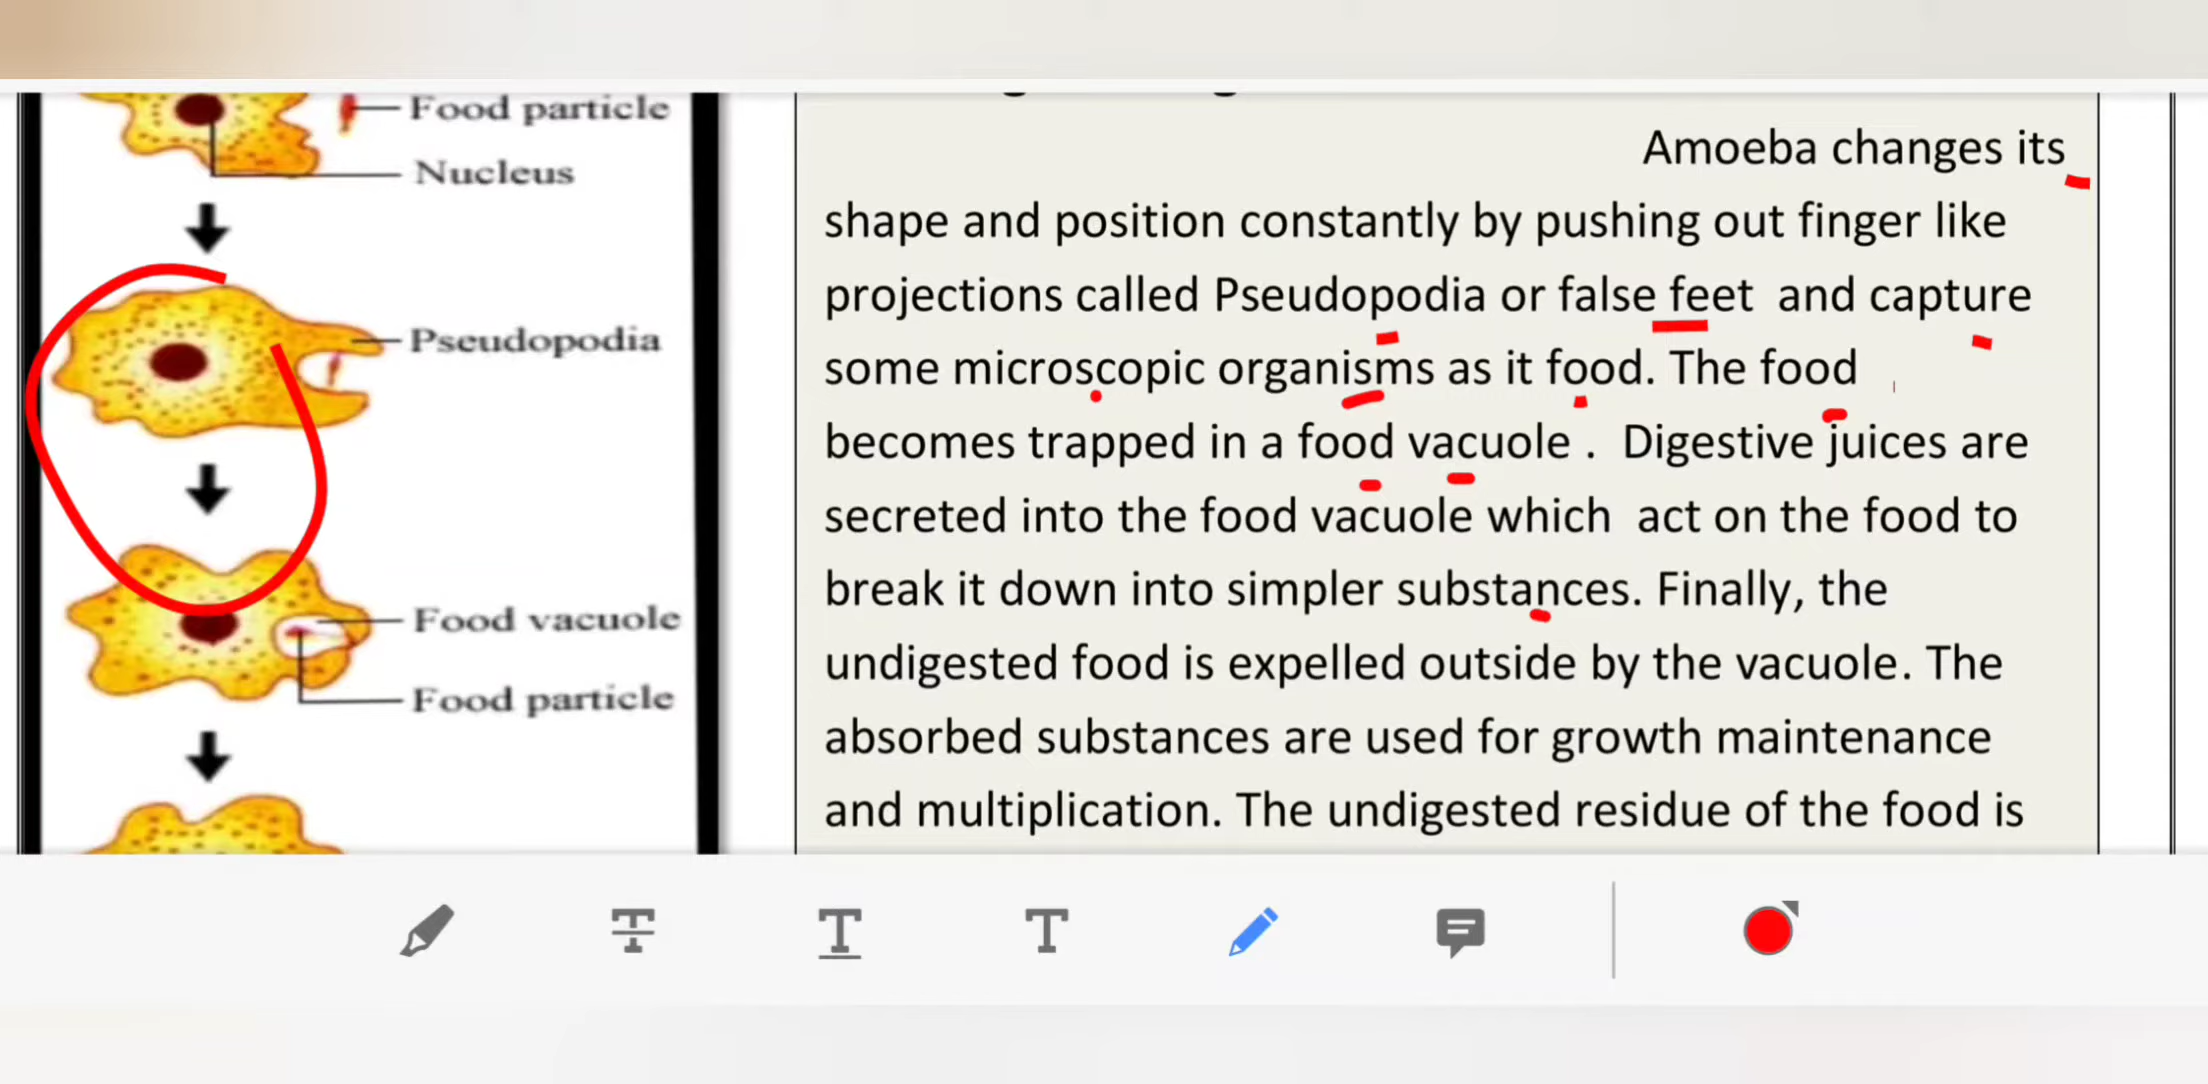 Food particle
Nucleus
Pseudopodia
Food vacuole
Food particle
Amoeba changes its
shape and position constantly by pushing out finger like
projections called Pseudopodia or false feet and capture
some microscopic organisms as it food. The food
becomes trapped in a food vacuole . Digestive juices are
secreted into the food vacuole which act on the food to
break it down into simpler substances. Finally, the
undigested food is expelled outside by the vacuole. The
absorbed substances are used for growth maintenance
and multiplication. The undigested residue of the food is